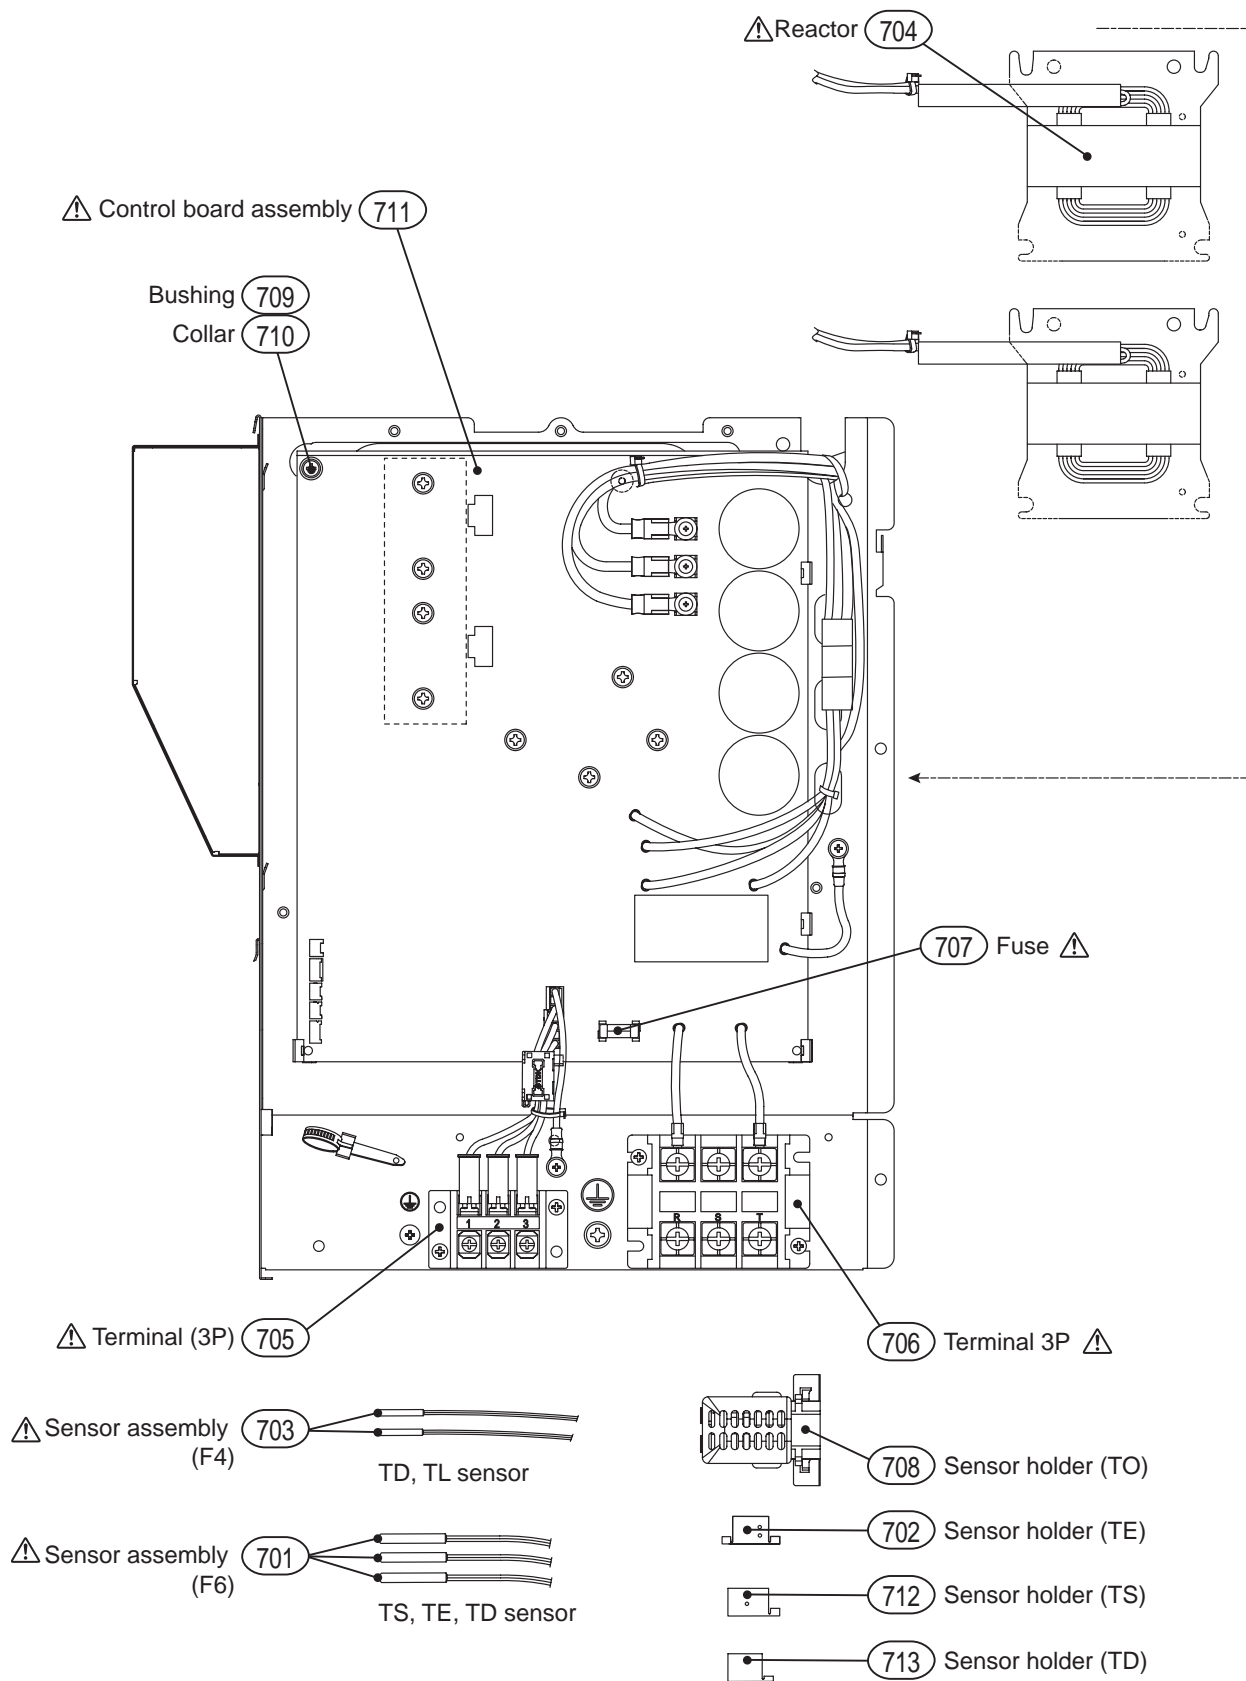 ⚠Reactor 704
⚠ Control board assembly 711
Bushing 709
Collar 710
707 Fuse ⚠
1 2 3
R S T
⚠ Terminal (3P) 705
706 Terminal 3P ⚠
⚠ Sensor assembly 703
(F4)
TD, TL sensor
708 Sensor holder (TO)
702 Sensor holder (TE)
⚠ Sensor assembly 701
(F6)
TS, TE, TD sensor
712 Sensor holder (TS)
713 Sensor holder (TD)